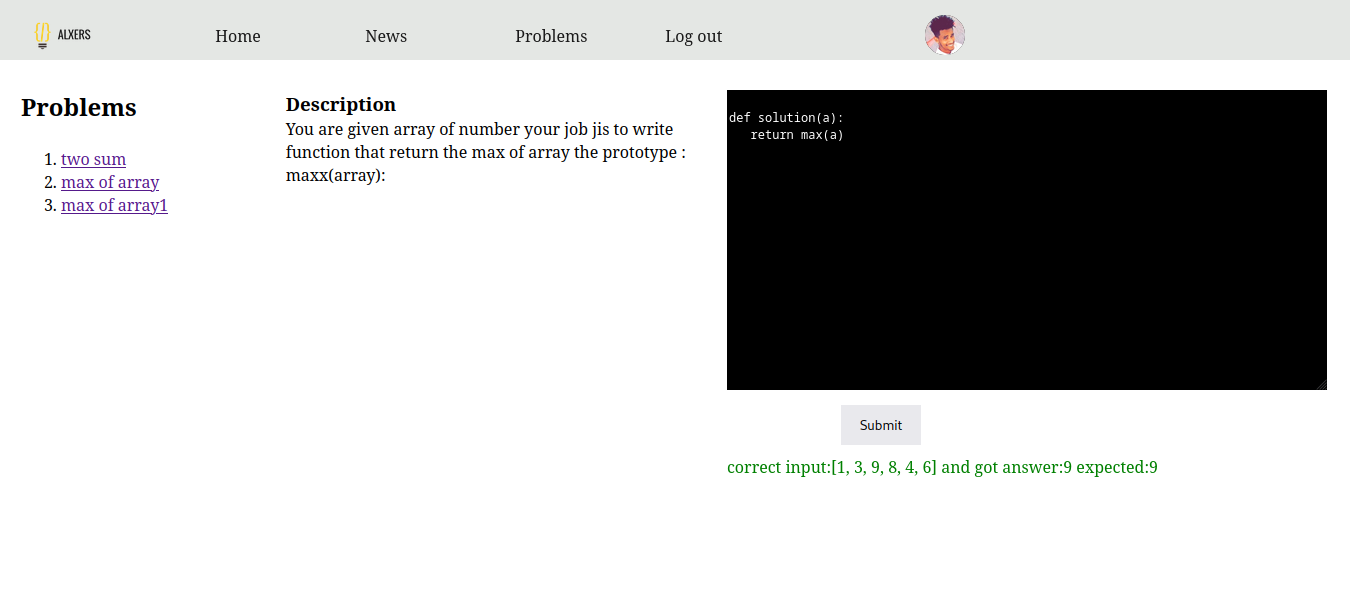 ALXERS
Home
News
Problems
Log out
Problems
1. two sum
2. max of array
3. max of array1
Description
You are given array of number your job jis to write
function that return the max of array the prototype :
maxx(array):
def solution(a):
return max(a)
Submit
correct input:[1, 3, 9, 8, 4, 6] and got answer:9 expected:9